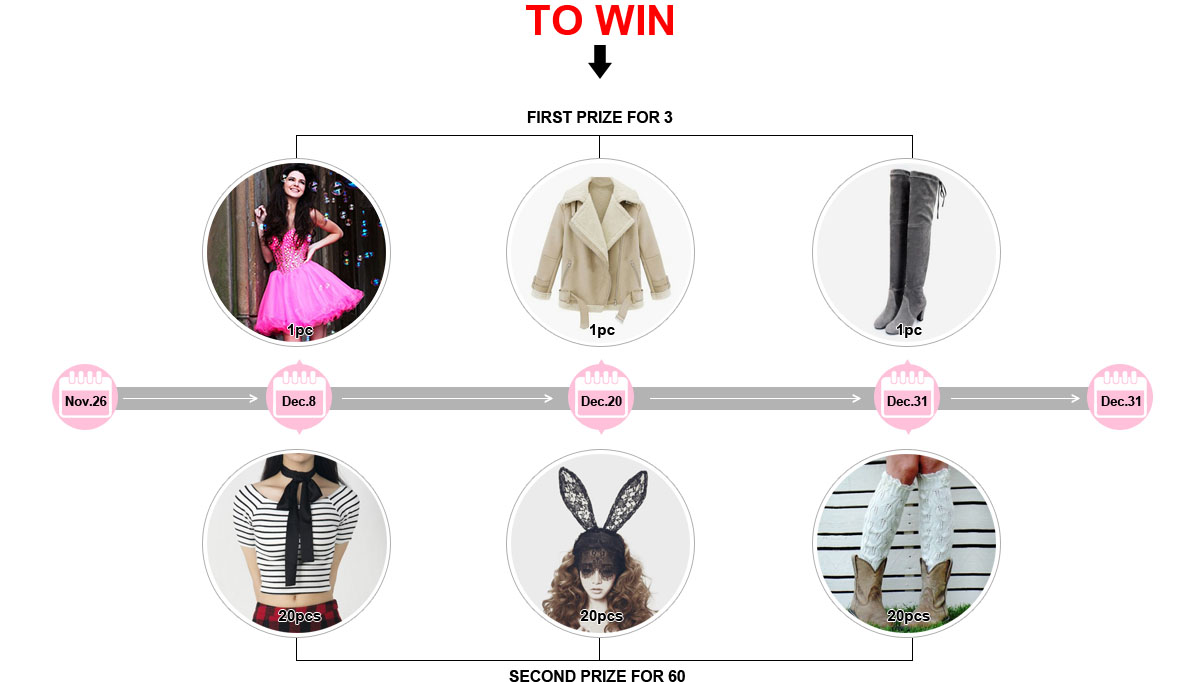 TO WIN
FIRST PRIZE FOR 3
1pc
1pc
1pc
Nov.26
Dec.8
Dec.20
Dec.31
Dec.31
20pcs
20pcs
20pcs
SECOND PRIZE FOR 60